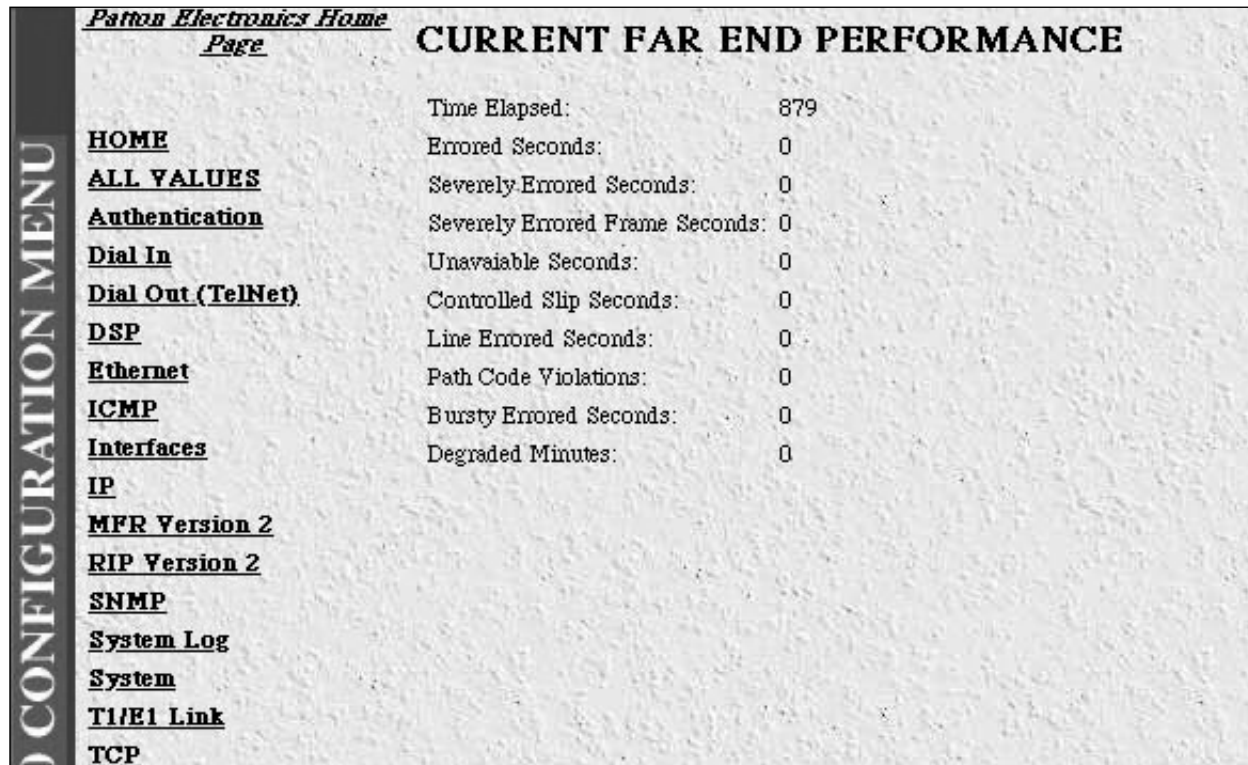 Patton Electronics Home
Page
CURRENT FAR END PERFORMANCE
CONFIGURATION MENU
HOME
ALL VALUES
Authentication
Dial In
Dial Out (TelNet)
DSP
Ethernet
ICMP
Interfaces
IP
MFR Version 2
RIP Version 2
SNMP
System Log
System
T1/E1 Link
TCP
Time Elapsed: 879
Errored Seconds: 0
Severely Errored Seconds: 0
Severely Errored Frame Seconds: 0
Unavaiable Seconds: 0
Controlled Slip Seconds: 0
Line Errored Seconds: 0
Path Code Violations: 0
Bursty Errored Seconds: 0
Degraded Minutes: 0